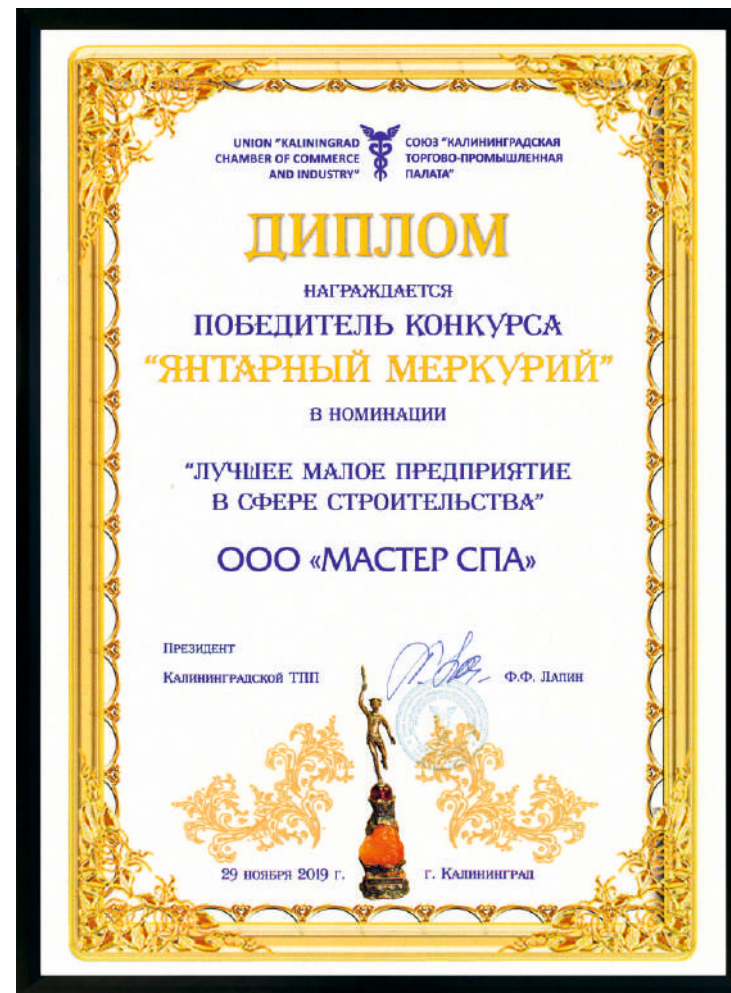 UNION "KALININGRAD
CHAMBER OF COMMERCE
AND INDUSTRY"
СОЮЗ "КАЛИНИНГРАДСКАЯ
ТОРГОВО-ПРОМЫШЛЕННАЯ
ПАЛАТА"
ДИПЛОМ
НАГРАЖДАЕТСЯ
ПОБЕДИТЕЛЬ КОНКУРСА
"ЯНТАРНЫЙ МЕРКУРИЙ"
В НОМИНАЦИИ
"ЛУЧШЕЕ МАЛОЕ ПРЕДПРИЯТИЕ
В СФЕРЕ СТРОИТЕЛЬСТВА"
ООО «МАСТЕР СПА»
Президент
Калининградской ТПП
Ф.Ф. Лапин
29 ноября 2019 г.
г. Калининград